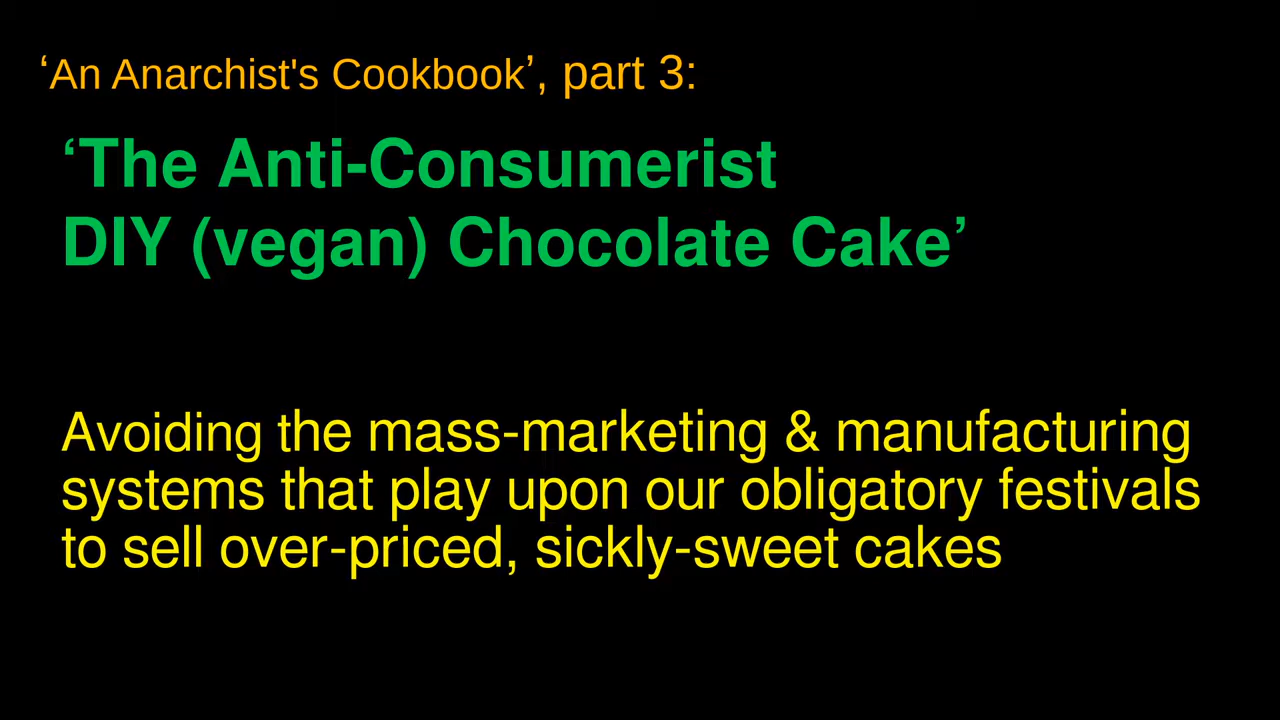 ‘An Anarchist's Cookbook’, part 3:
‘The Anti-Consumerist
DIY (vegan) Chocolate Cake’
Avoiding the mass-marketing & manufacturing
systems that play upon our obligatory festivals
to sell over-priced, sickly-sweet cakes